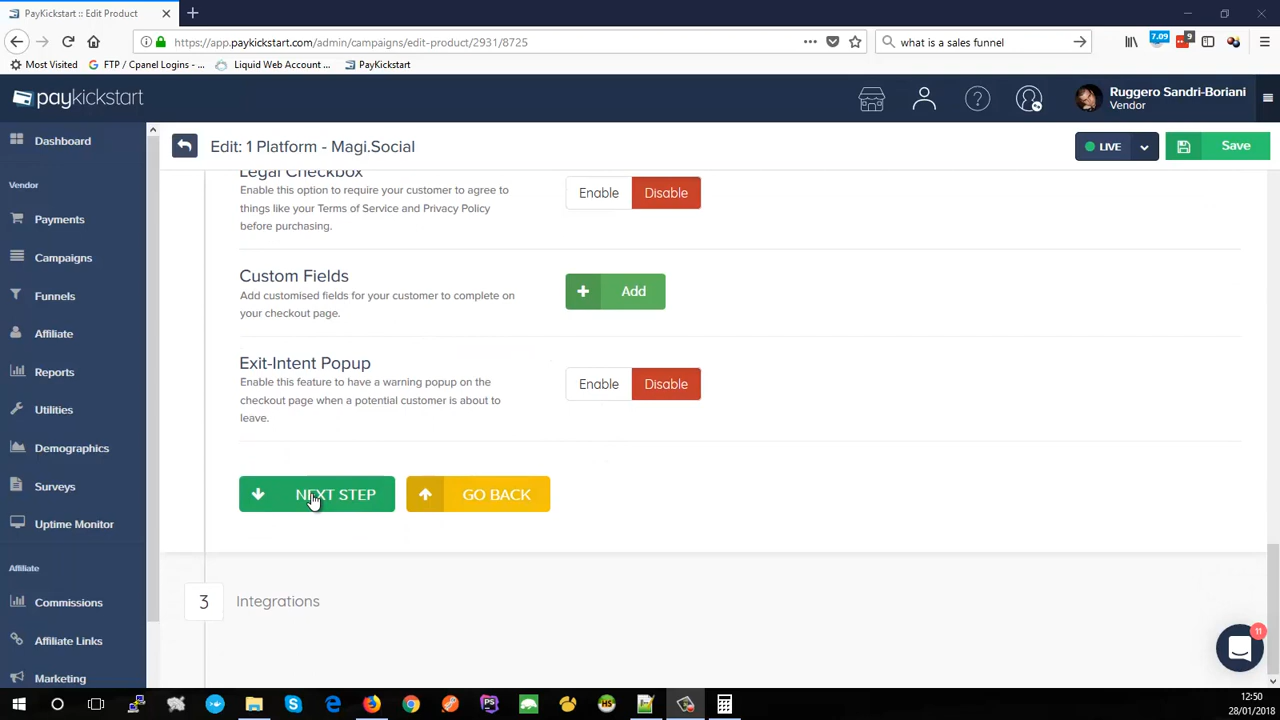 PayKickstart :: Edit Product
https://app.paykickstart.com/admin/campaigns/edit-product/2931/8725
what is a sales funnel
7.09
9
Most Visited
FTP / Cpanel Logins - ...
Liquid Web Account ...
PayKickstart
paykickstart
Ruggero Sandri-Boriani
Vendor
Dashboard
Edit: 1 Platform - Magi.Social
LIVE
Save
Vendor
Payments
Campaigns
Funnels
Affiliate
Reports
Utilities
Demographics
Surveys
Uptime Monitor
Affiliate
Commissions
Affiliate Links
Marketing
Legal Checkbox
Enable this option to require your customer to agree to
things like your Terms of Service and Privacy Policy
before purchasing.
Enable
Disable
Custom Fields
Add customised fields for your customer to complete on
your checkout page.
Add
Exit-Intent Popup
Enable this feature to have a warning popup on the
checkout page when a potential customer is about to
leave.
Enable
Disable
NEXT STEP
GO BACK
3
Integrations
11
12:50
28/01/2018